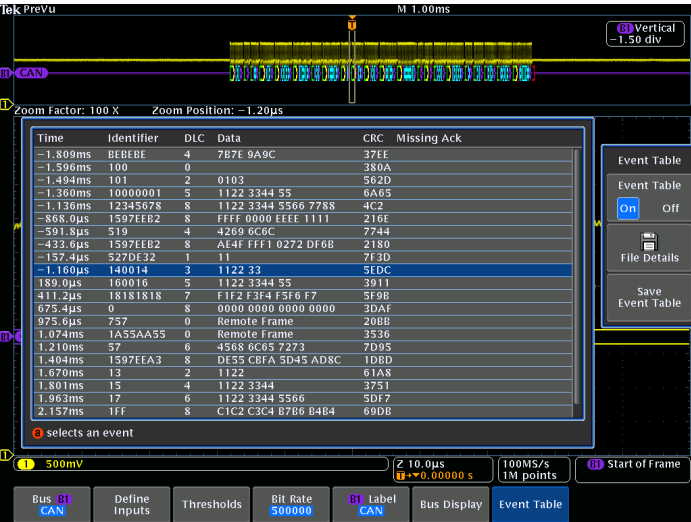 Tek PreVu M 1.00ms
B1 Vertical
-1.50 div
B1 CAN
Zoom Factor: 100 X Zoom Position: -1.20µs
Time Identifier DLC Data CRC Missing Ack
-1.809ms BEBEBE 4 7B7E 9A9C 37EE
-1.596ms 100 0 380A
-1.494ms 101 2 0103 562D
-1.360ms 10000001 5 1122 3344 55 6A65
-1.136ms 12345678 8 1122 3344 5566 7788 4C2
-868.0µs 1597EEB2 8 FFFF 0000 EEEE 1111 216E
-591.8µs 519 4 4269 6C6C 7744
-433.6µs 1597EEB2 8 AE4F FFF1 0272 DF6B 2180
-157.4µs 527DE32 1 11 7F3D
-1.160µs 140014 3 1122 33 5EDC
189.0µs 160016 5 1122 3344 55 3911
411.2µs 18181818 7 F1F2 F3F4 F5F6 F7 5F9B
675.4µs 0 8 0000 0000 0000 0000 3DAF
975.6µs 757 0 Remote Frame 20BB
1.074ms 1A55AA55 0 Remote Frame 3536
1.210ms 57 6 4568 6C65 7273 7D95
1.404ms 1597EEA3 8 DE55 CBFA 5D45 AD8C 1DBD
1.670ms 13 2 1122 61A8
1.801ms 15 4 1122 3344 3751
1.963ms 17 6 1122 3344 5566 5DF7
2.157ms 1FF 8 C1C2 C3C4 B7B6 B4B4 69DB
a selects an event
Event Table
Event Table
On Off
File Details
Save
Event Table
B1
1 500mV
Z 10.0µs
T→▼0.00000 s
100MS/s
1M points
B1 Start of Frame
Bus B1
CAN
Define
Inputs
Thresholds
Bit Rate
500000
B1 Label
CAN
Bus Display
Event Table